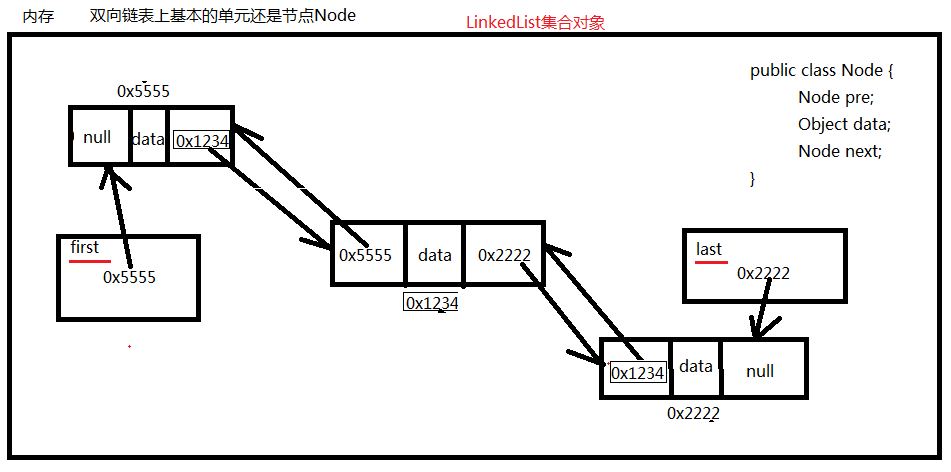 内存 双向链表上基本的单元还是节点Node
LinkedList集合对象
public class Node {
Node pre;
Object data;
Node next;
}
0x5555
null data 0x1234
first
0x5555
0x5555 data 0x2222
0x1234
last
0x2222
0x1234 data null
0x2222